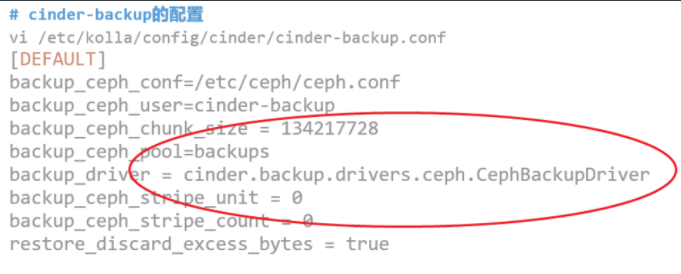 # cinder-backup的配置
vi /etc/kolla/config/cinder/cinder-backup.conf
[DEFAULT]
backup_ceph_conf=/etc/ceph/ceph.conf
backup_ceph_user=cinder-backup
backup_ceph_chunk_size = 134217728
backup_ceph_pool=backups
backup_driver = cinder.backup.drivers.ceph.CephBackupDriver
backup_ceph_stripe_unit = 0
backup_ceph_stripe_count = 0
restore_discard_excess_bytes = true